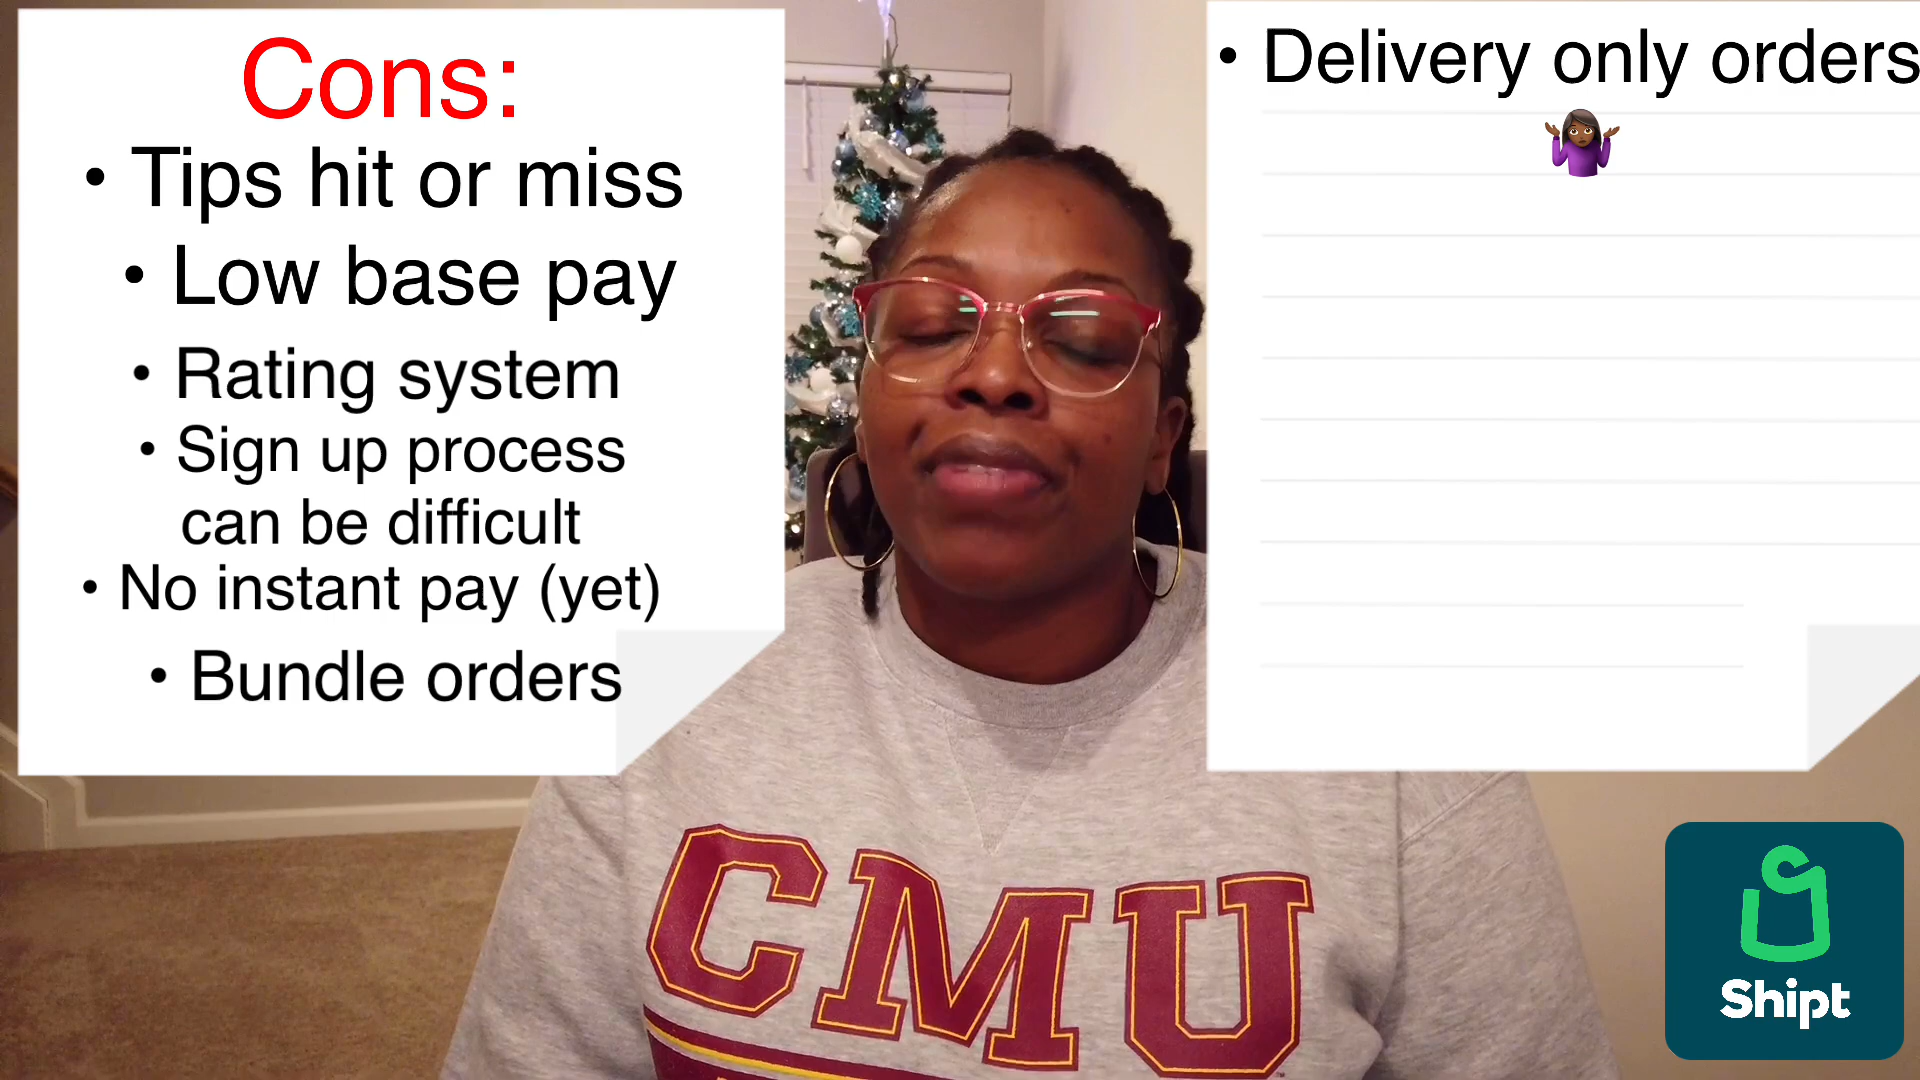 Cons:
• Tips hit or miss
• Low base pay
• Rating system
• Sign up process
can be difficult
• No instant pay (yet)
• Bundle orders
• Delivery only orders
CMU
Shipt